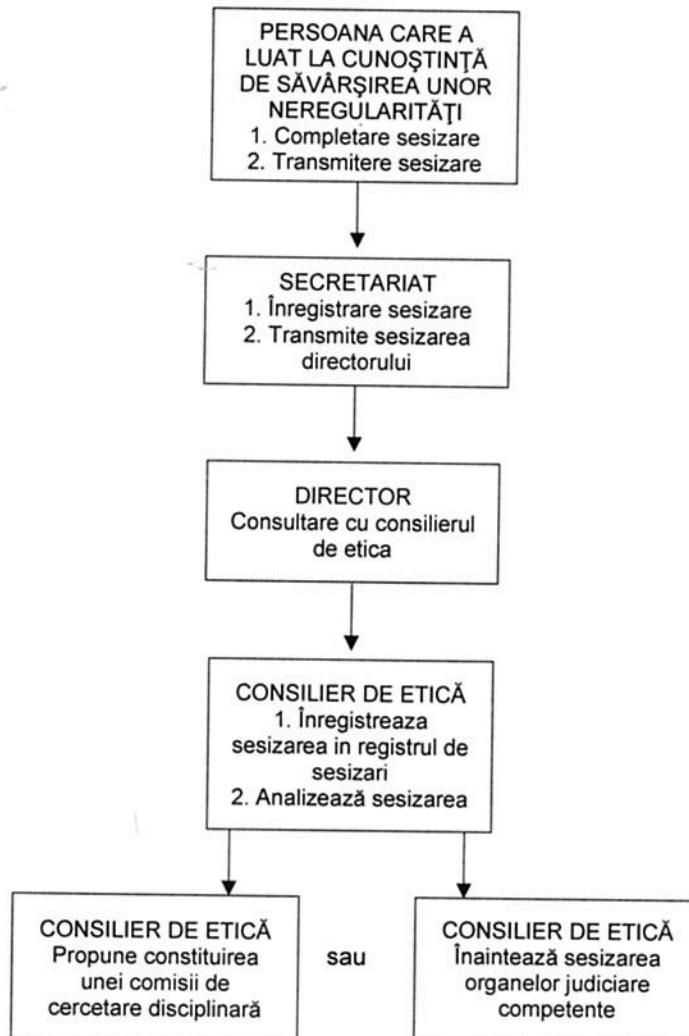 PERSOANA CARE A
LUAT LA CUNOŞTINŢĂ
DE SĂVÂRŞIREA UNOR
NEREGULARITĂŢI
1. Completare sesizare
2. Transmitere sesizare
SECRETARIAT
1. Înregistrare sesizare
2. Transmite sesizarea
directorului
DIRECTOR
Consultare cu consilierul
de etica
CONSILIER DE ETICĂ
1. Înregistreaza
sesizarea in registrul de
sesizari
2. Analizează sesizarea
CONSILIER DE ETICĂ
Propune constituirea
unei comisii de
cercetare disciplinară
sau
CONSILIER DE ETICĂ
Înaintează sesizarea
organelor judiciare
competente